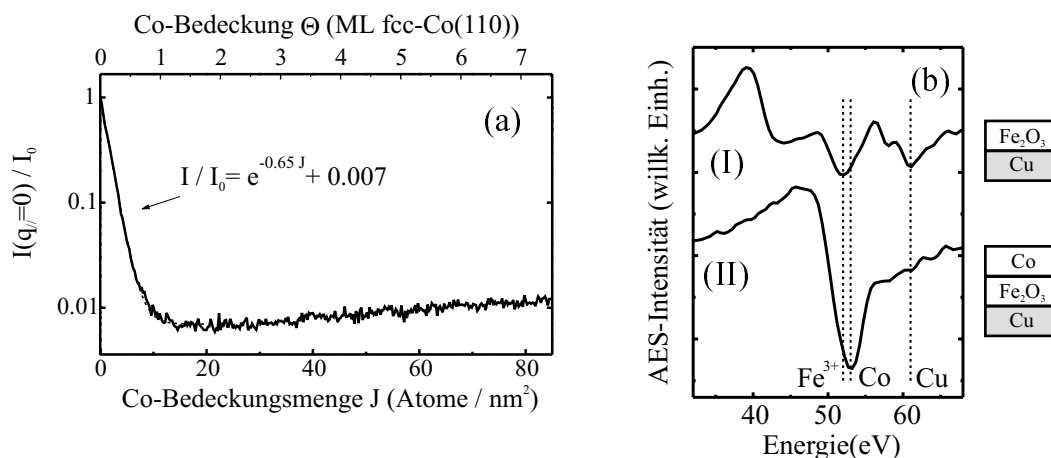 Co-Bedeckung Θ (ML fcc-Co(110))
0 1 2 3 4 5 6 7
(a)
I(q//=0) / I₀
1
0.1
0.01
I / I₀= e^-0.65 J + 0.007
0 20 40 60 80
Co-Bedeckungsmenge J (Atome / nm²)
(b)
AES-Intensität (willk. Einh.)
(I)
(II)
Fe³⁺ Co Cu
40 50 60
Energie(eV)
Fe₂O₃
Cu
Co
Fe₂O₃
Cu